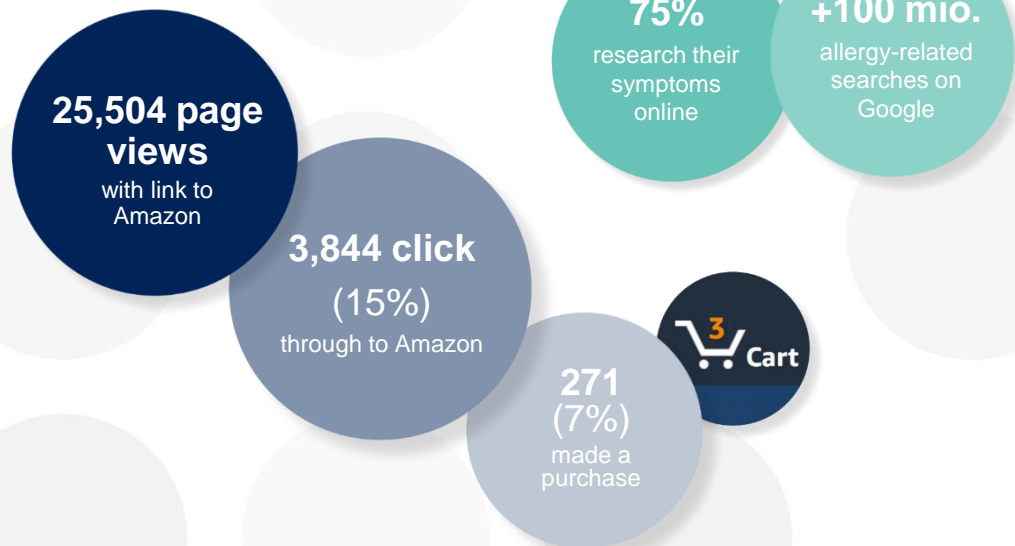 75%
research their
symptoms
online
+100 mio.
allergy-related
searches on
Google
25,504 page
views
with link to
Amazon
3,844 click
(15%)
through to Amazon
271
(7%)
made a
purchase
3
Cart